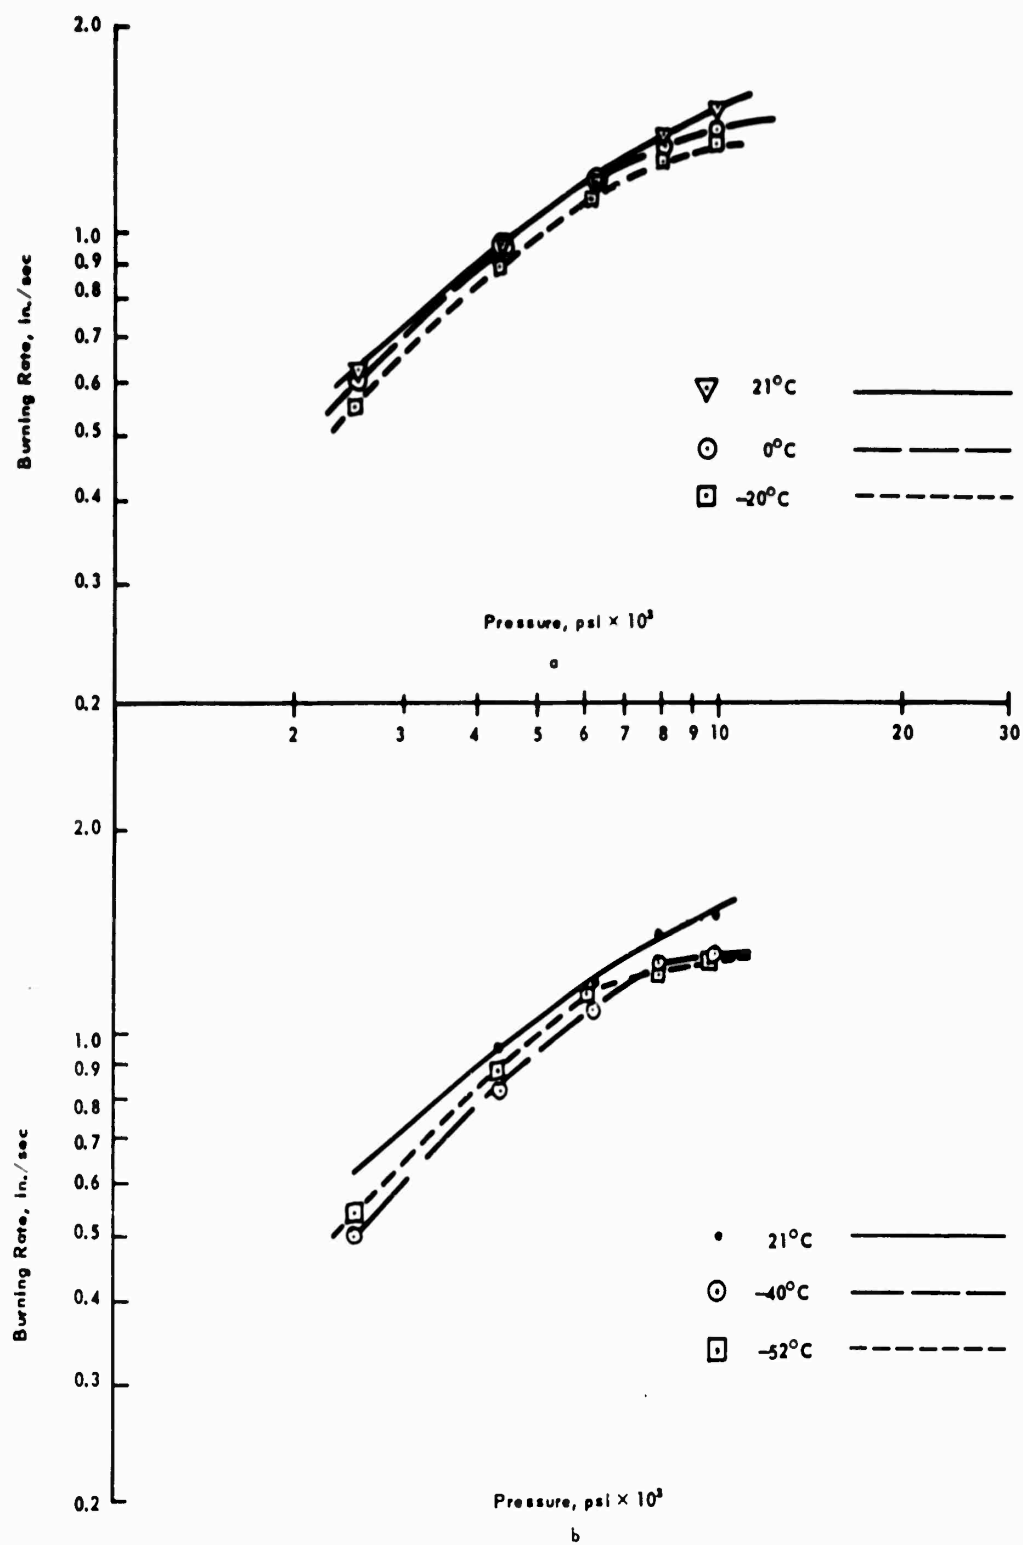 2.0
1.0
0.9
0.8
0.7
0.6
0.5
0.4
0.3
0.2
Burning Rate, in./sec
21°C
0°C
-20°C
Pressure, psi × 10³
a
2 3 4 5 6 7 8 9 10 20 30
2.0
1.0
0.9
0.8
0.7
0.6
0.5
0.4
0.3
0.2
Burning Rate, in./sec
21°C
-40°C
-52°C
Pressure, psi × 10³
b